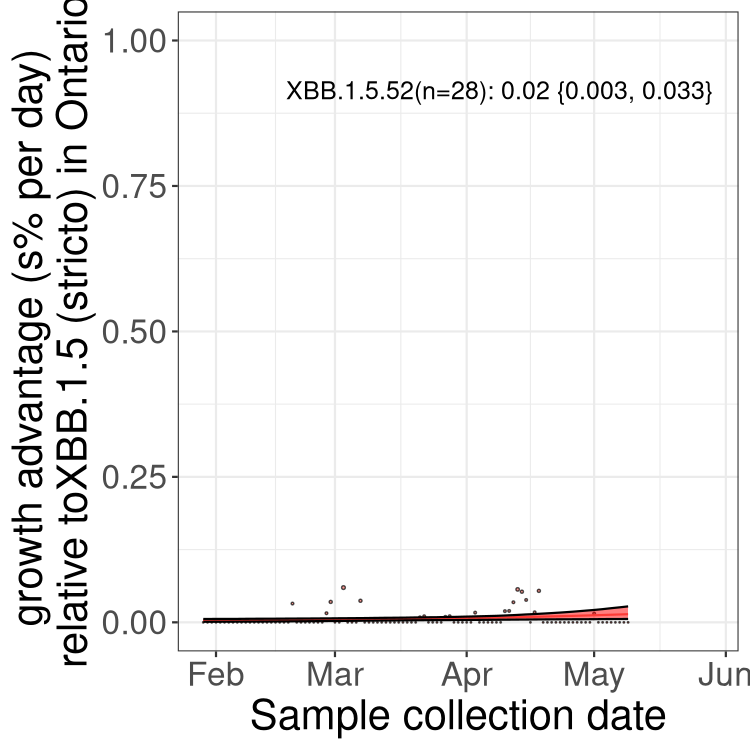 growth advantage (s% per day)
relative toXBB.1.5 (stricto) in Ontario
1.00
0.75
0.50
0.25
0.00
XBB.1.5.52(n=28): 0.02 {0.003, 0.033}
Feb Mar Apr May Jun
Sample collection date